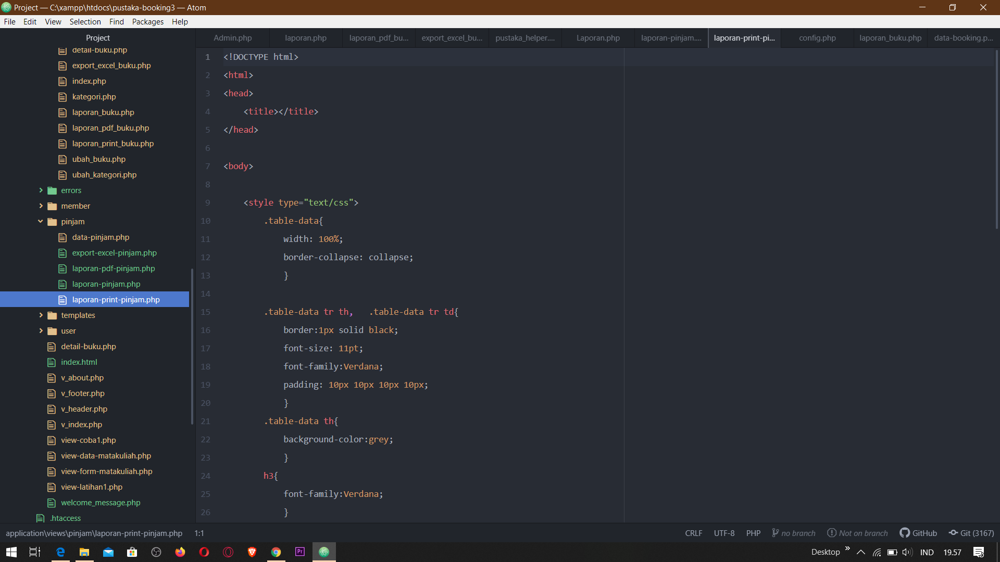 Project — C:\xampp\htdocs\pustaka-booking3 — Atom
File Edit View Selection Find Packages Help
Project
detail-buku.php
export_excel_buku.php
index.php
kategori.php
laporan_buku.php
laporan_pdf_buku.php
laporan_print_buku.php
ubah_buku.php
ubah_kategori.php
errors
member
pinjam
data-pinjam.php
export-excel-pinjam.php
laporan-pdf-pinjam.php
laporan-pinjam.php
laporan-print-pinjam.php
templates
user
detail-buku.php
index.html
v_about.php
v_footer.php
v_header.php
v_index.php
view-coba1.php
view-data-matakuliah.php
view-form-matakuliah.php
view-latihan1.php
welcome_message.php
.htaccess
Admin.php laporan.php laporan_pdf_bu... export_excel_bu... pustaka_helper.... Laporan.php laporan-pinjam.... laporan-print-pi... config.php laporan_buku.php data-booking.p...
1 <!DOCTYPE html>
2 <html>
3 <head>
4 <title></title>
5 </head>
6
7 <body>
8
9 <style type="text/css">
10 .table-data{
11 width: 100%;
12 border-collapse: collapse;
13 }
14
15 .table-data tr th, .table-data tr td{
16 border:1px solid black;
17 font-size: 11pt;
18 font-family:Verdana;
19 padding: 10px 10px 10px 10px;
20 }
21 .table-data th{
22 background-color:grey;
23 }
24 h3{
25 font-family:Verdana;
26 }
application\views\pinjam\laporan-print-pinjam.php 1:1 CRLF UTF-8 PHP no branch Not on branch GitHub Git (3167)
Pr Desktop » IND 19.57